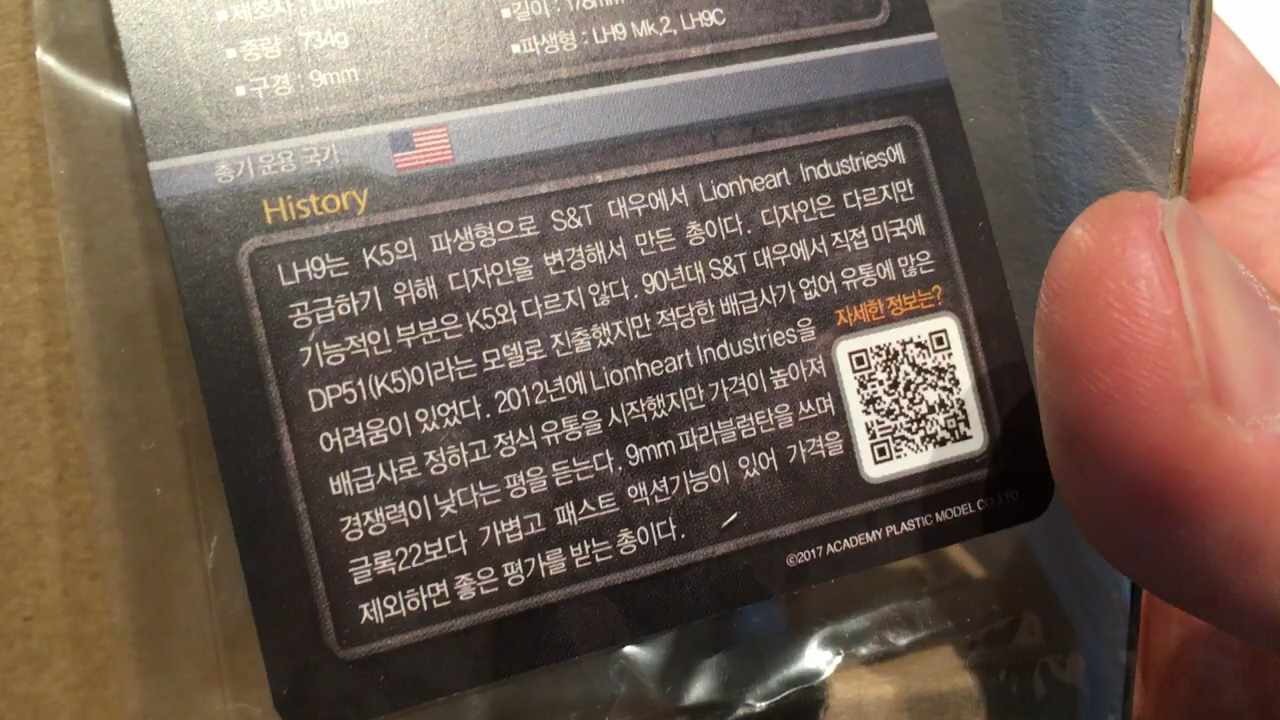 ▪제조사 :
▪길이 : 178mm
▪중량 : 734g
▪파생형 : LH9 Mk.2, LH9C
▪구경 : 9mm
총기 운용 국가
History
LH9는 K5의 파생형으로 S&T 대우에서 Lionheart Industries에
공급하기 위해 디자인을 변경해서 만든 총이다. 디자인은 다르지만
기능적인 부분은 K5와 다르지 않다. 90년대 S&T 대우에서 직접 미국에
DP51(K5)이라는 모델로 진출했지만 적당한 배급사가 없어 유통에 많은
어려움이 있었다. 2012년에 Lionheart Industries을
배급사로 정하고 정식 유통을 시작했지만 가격이 높아져
경쟁력이 낮다는 평을 듣는다. 9mm 파라블럼탄을 쓰며
글록22보다 가볍고 패스트 액션기능이 있어 가격을
제외하면 좋은 평가를 받는 총이다.
자세한 정보는?
©2017 ACADEMY PLASTIC MODEL CO.,LTD